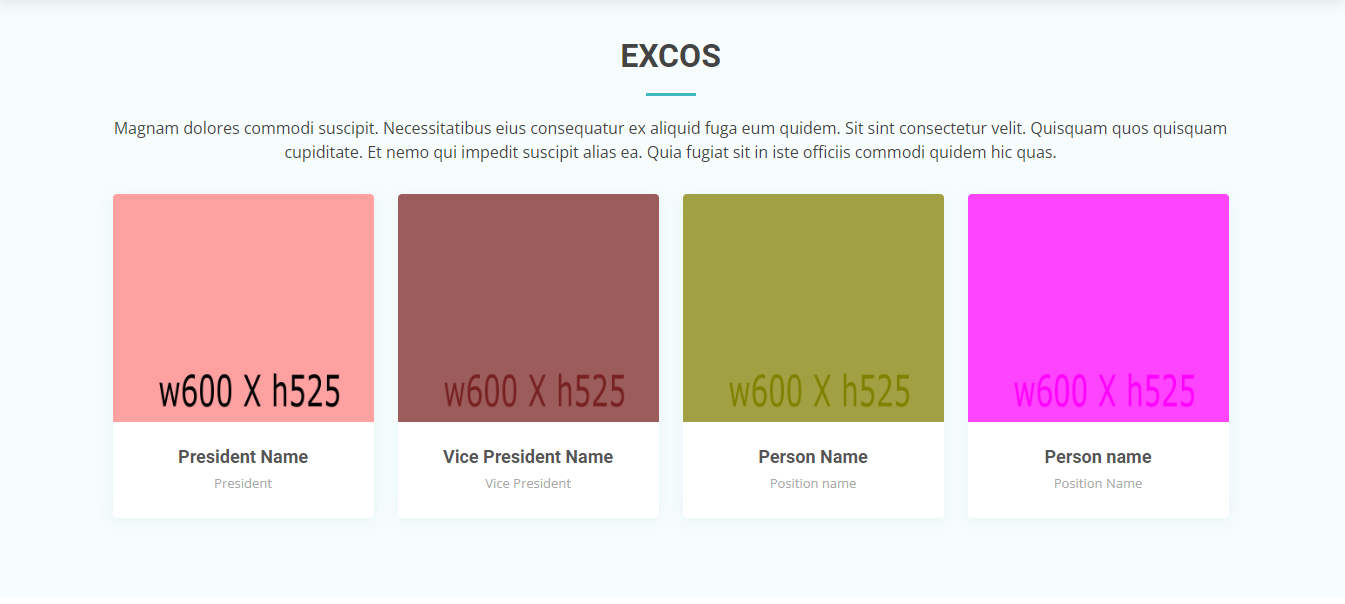 EXCOS
Magnam dolores commodi suscipit. Necessitatibus eius consequatur ex aliquid fuga eum quidem. Sit sint consectetur velit. Quisquam quos quisquam
cupiditate. Et nemo qui impedit suscipit alias ea. Quia fugiat sit in iste officiis commodi quidem hic quas.
w600 X h525
President Name
President
w600 X h525
Vice President Name
Vice President
w600 X h525
Person Name
Position name
w600 X h525
Person name
Position Name